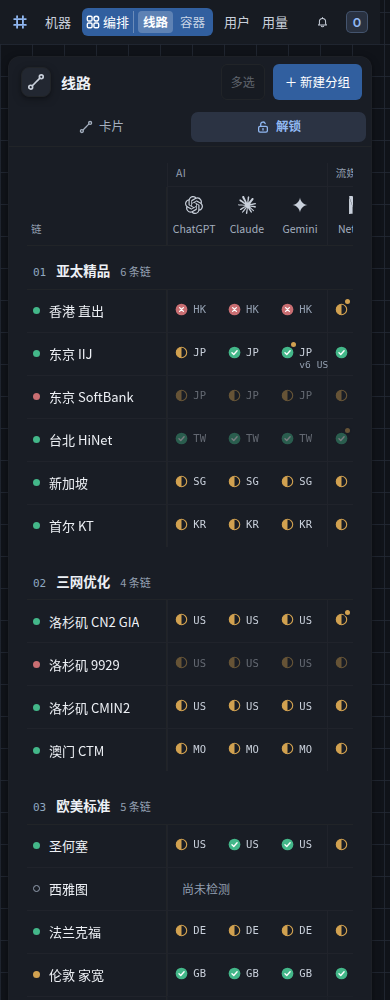 机器 编排 线路 容器 用户 用量 O
线路 多选 + 新建分组
卡片 解锁
AI 流媒
链 ChatGPT Claude Gemini Net
01 亚太精品 6 条链
香港 直出 HK HK HK
东京 IIJ JP JP JP
v6 US
东京 SoftBank JP JP JP
台北 HiNet TW TW TW
新加坡 SG SG SG
首尔 KT KR KR KR
02 三网优化 4 条链
洛杉矶 CN2 GIA US US US
洛杉矶 9929 US US US
洛杉矶 CMIN2 US US US
澳门 CTM MO MO MO
03 欧美标准 5 条链
圣何塞 US US US
西雅图 尚未检测
法兰克福 DE DE DE
伦敦 家宽 GB GB GB